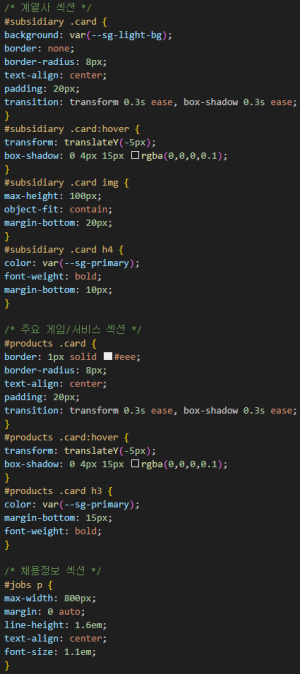 /* 계열사 섹션 */
#subsidiary .card {
background: var(--sg-light-bg);
border: none;
border-radius: 8px;
text-align: center;
padding: 20px;
transition: transform 0.3s ease, box-shadow 0.3s ease;
}
#subsidiary .card:hover {
transform: translateY(-5px);
box-shadow: 0 4px 15px rgba(0,0,0,0.1);
}
#subsidiary .card img {
max-height: 100px;
object-fit: contain;
margin-bottom: 20px;
}
#subsidiary .card h4 {
color: var(--sg-primary);
font-weight: bold;
margin-bottom: 10px;
}

/* 주요 게임/서비스 섹션 */
#products .card {
border: 1px solid #eee;
border-radius: 8px;
text-align: center;
padding: 20px;
transition: transform 0.3s ease, box-shadow 0.3s ease;
}
#products .card:hover {
transform: translateY(-5px);
box-shadow: 0 4px 15px rgba(0,0,0,0.1);
}
#products .card h3 {
color: var(--sg-primary);
margin-bottom: 15px;
font-weight: bold;
}

/* 채용정보 섹션 */
#jobs p {
max-width: 800px;
margin: 0 auto;
line-height: 1.6em;
text-align: center;
font-size: 1.1em;
}